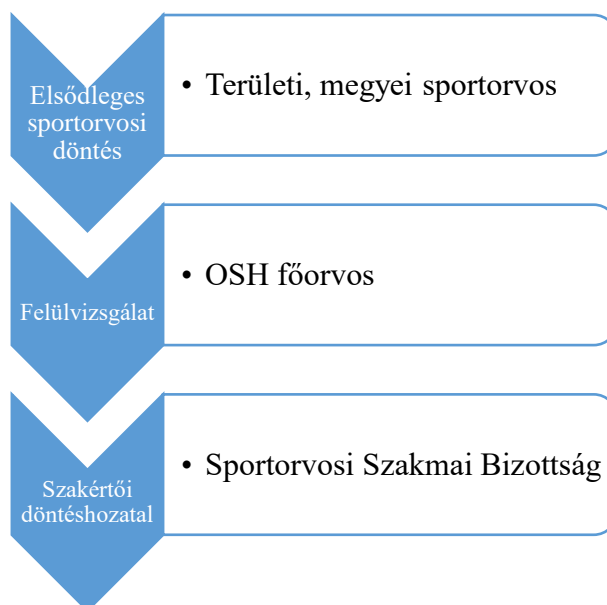 Elsődleges
sportorvosi
döntés
• Területi, megyei sportorvos
Felülvizsgálat
• OSH főorvos
Szakértői
döntéshozatal
• Sportorvosi Szakmai Bizottság